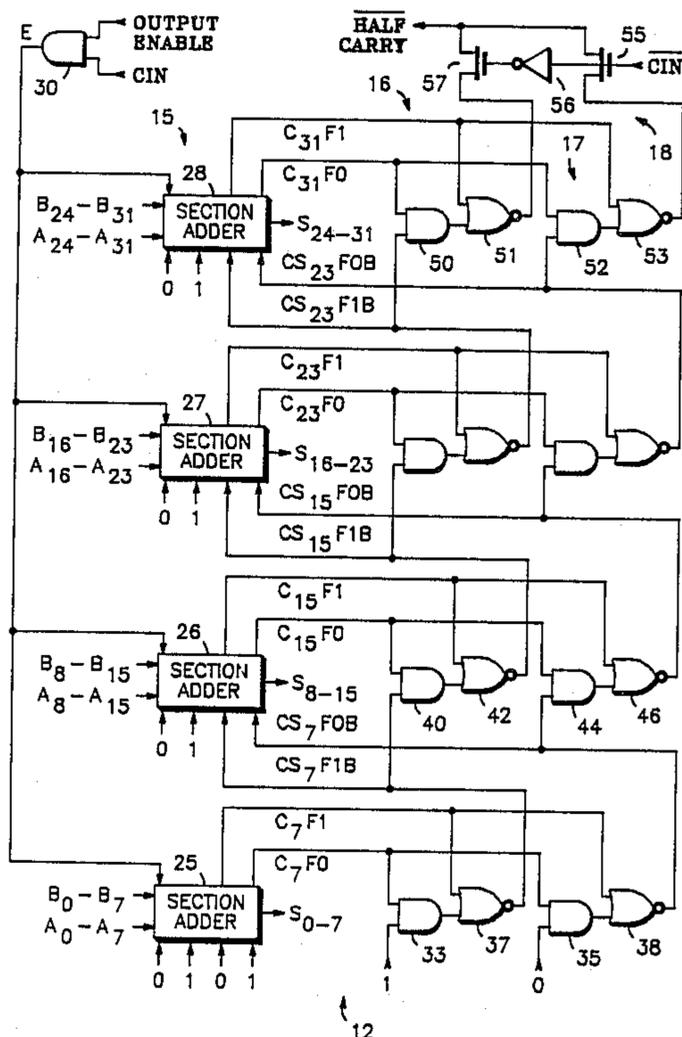 E
OUTPUT
ENABLE
CIN
30
HALF
CARRY
57
56
55
CIN
18
15
16
17
C31F1
C31F0
28
SECTION
ADDER
B24-B31
A24-A31
S24-31
0 1
50
51
52
53
CS23F0B
CS23F1B
C23F1
C23F0
27
SECTION
ADDER
B16-B23
A16-A23
S16-23
0 1
CS15F0B
CS15F1B
C15F1
C15F0
26
SECTION
ADDER
B8-B15
A8-A15
S8-15
0 1
40
42
44
46
CS7F0B
CS7F1B
C7F1
C7F0
25
SECTION
ADDER
B0-B7
A0-A7
S0-7
0 1 0 1
33
37
35
38
1
0
12